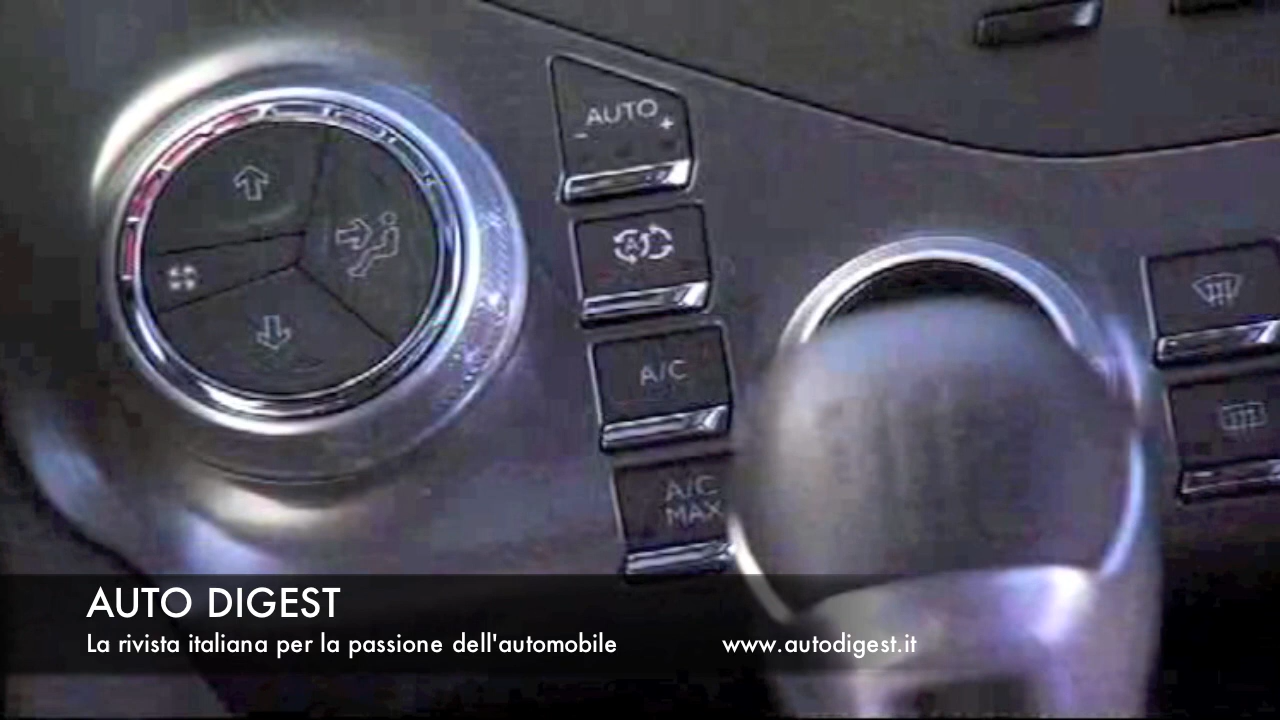 - AUTO +
A
A/C
A/C
MAX
AUTO DIGEST
La rivista italiana per la passione dell'automobile www.autodigest.it